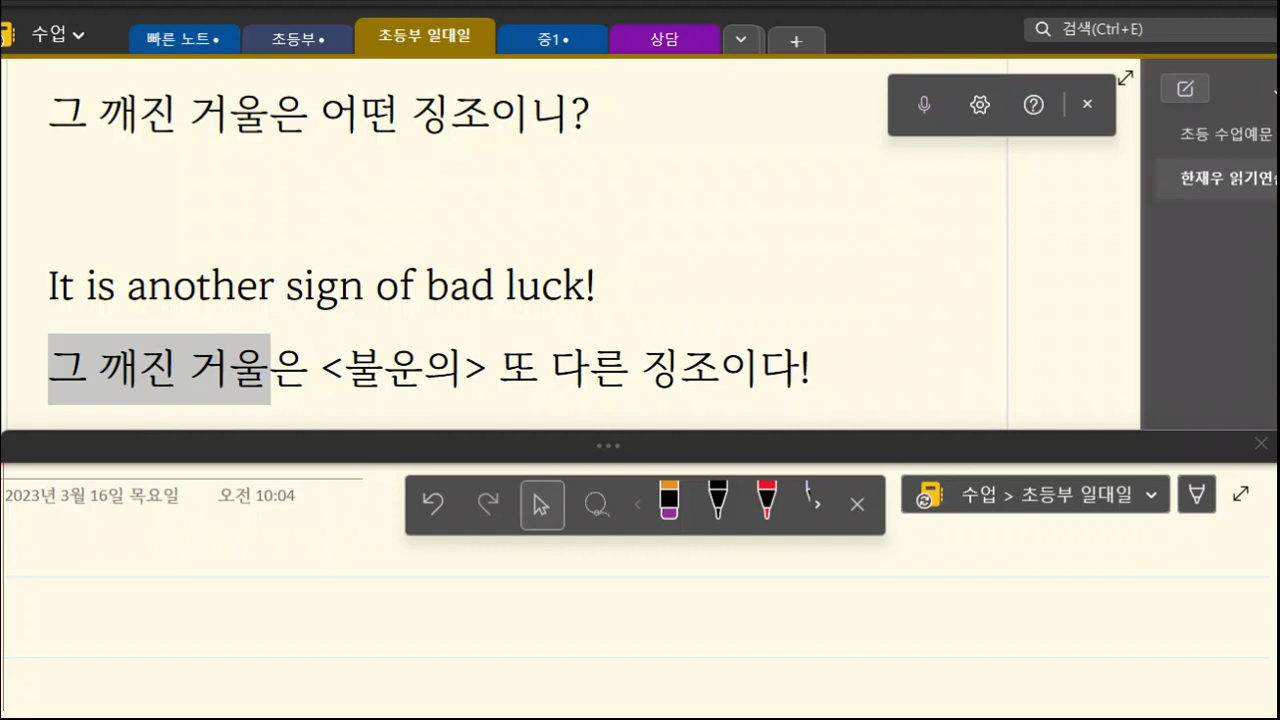 수업 빠른 노트• 초등부• 초등부 일대일 중1• 상담 + 검색(Ctrl+E)
그 깨진 거울은 어떤 징조이니?
초등 수업예문
한재우
It is another sign of bad luck!
그 깨진 거울은 <불운의> 또 다른 징조이다!
2023년 3월 16일 목요일 오전 10:04
수업 > 초등부 일대일